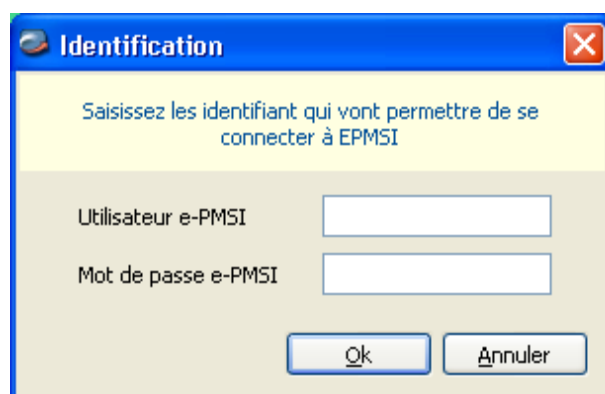 Identification
Saisissez les identifiant qui vont permettre de se
connecter à EPMSI
Utilisateur e-PMSI
Mot de passe e-PMSI
Ok Annuler